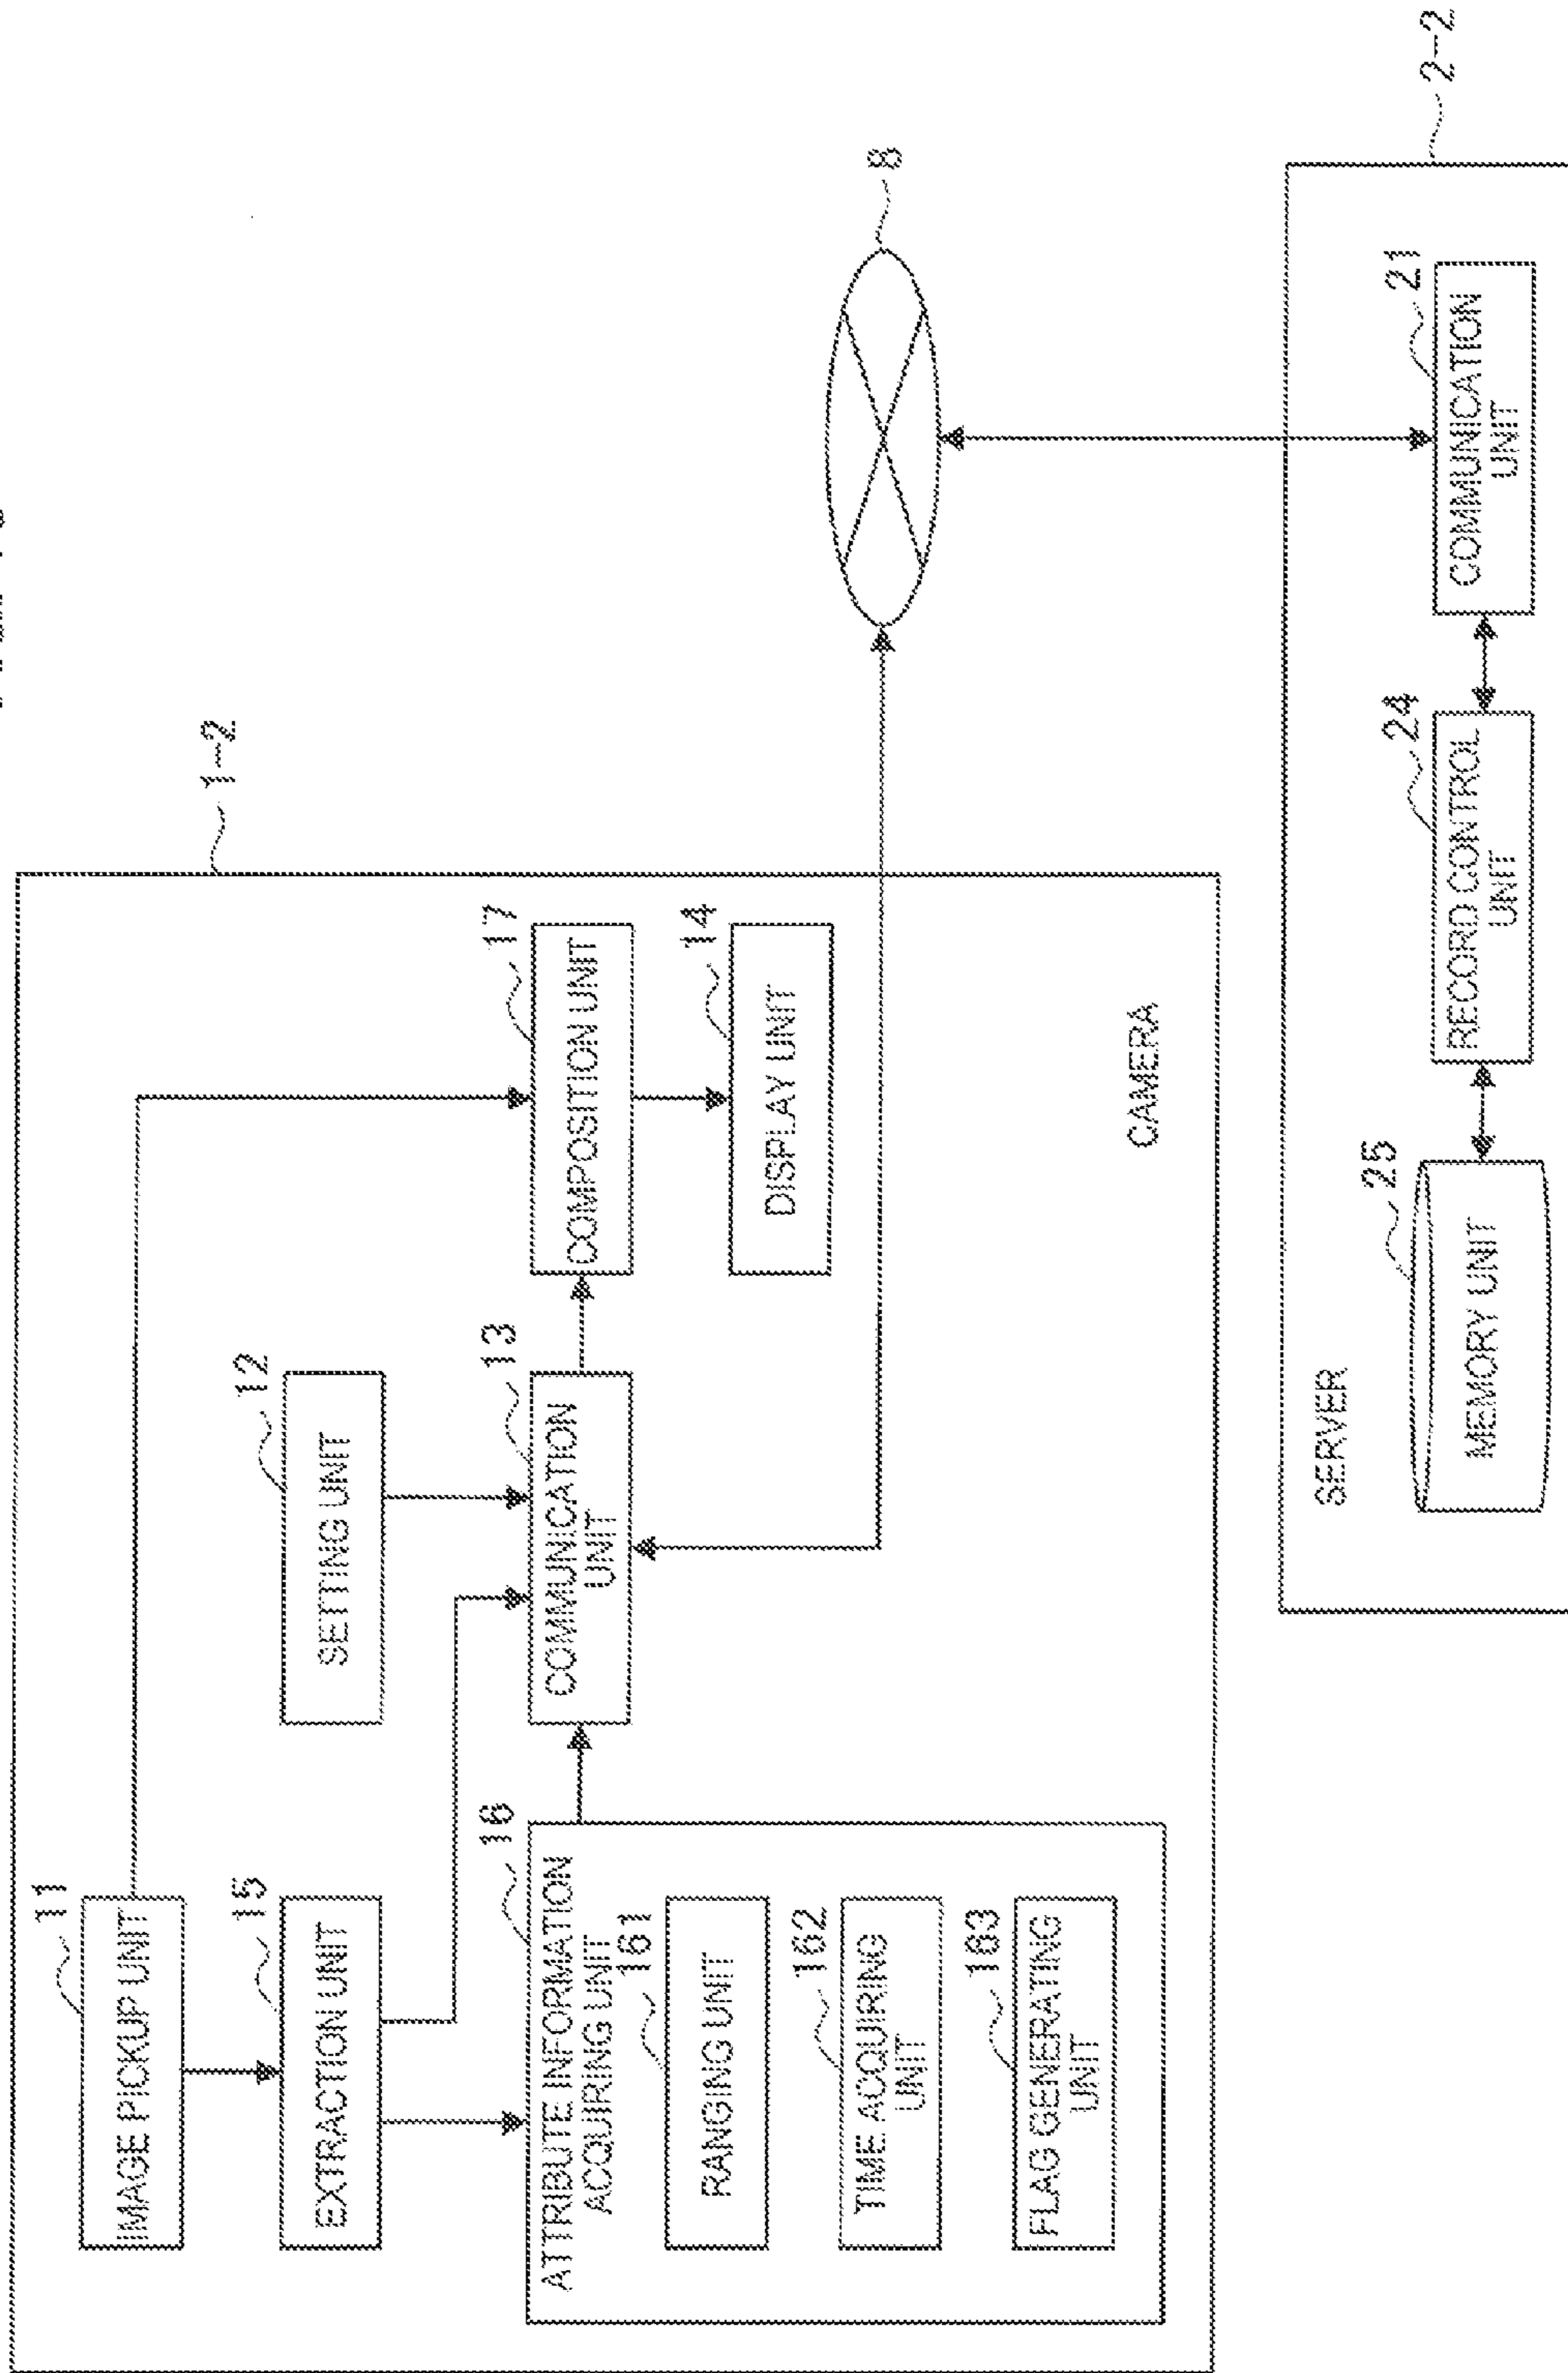 1-2
11
IMAGE PICKUP UNIT
15
EXTRACTION UNIT
12
SETTING UNIT
16
ATTRIBUTE INFORMATION
ACQUIRING UNIT
161
RANGING UNIT
162
TIME ACQUIRING
UNIT
163
FLAG GENERATING
UNIT
13
COMMUNICATION
UNIT
17
COMPOSITION UNIT
14
DISPLAY UNIT
CAMERA
8
2-2
SERVER
25
MEMORY UNIT
24
RECORD CONTROL
UNIT
21
COMMUNICATION
UNIT